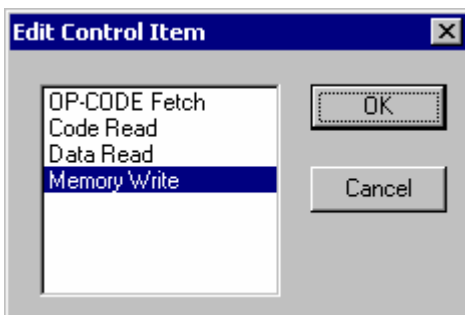 Edit Control Item
OP-CODE Fetch
Code Read
Data Read
Memory Write
OK
Cancel